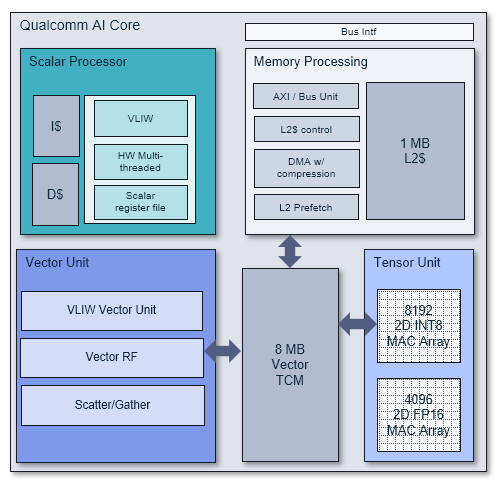 Qualcomm AI Core
Bus Intf
Scalar Processor
I$
D$
VLIW
HW Multi-
threaded
Scalar
register file
Memory Processing
AXI / Bus Unit
L2$ control
DMA w/
compression
L2 Prefetch
1 MB
L2$
Vector Unit
VLIW Vector Unit
Vector RF
Scatter/Gather
8 MB
Vector
TCM
Tensor Unit
8192
2D INT8
MAC Array
4096
2D FP16
MAC Array